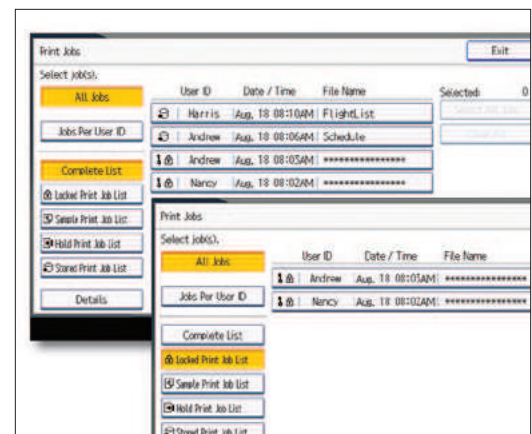 Print Jobs
Exit
Select job(s).
All Jobs
User ID Date / Time File Name
Selected: 0
Harris Aug. 18 08:10AM FlightList
Jobs Per User ID
Andrew Aug. 18 08:06AM Schedule
Andrew Aug. 18 08:03AM ****************
Complete List
Nancy Aug. 18 08:02AM ****************
Locked Print Job List
Sample Print Job List
Hold Print Job List
Stored Print Job List
Details
Print Jobs
Select job(s).
All Jobs
User ID Date / Time File Name
Andrew Aug. 18 08:03AM ****************
Jobs Per User ID
Nancy Aug. 18 08:02AM ****************
Complete List
Locked Print Job List
Sample Print Job List
Hold Print Job List
Stored Print Job List